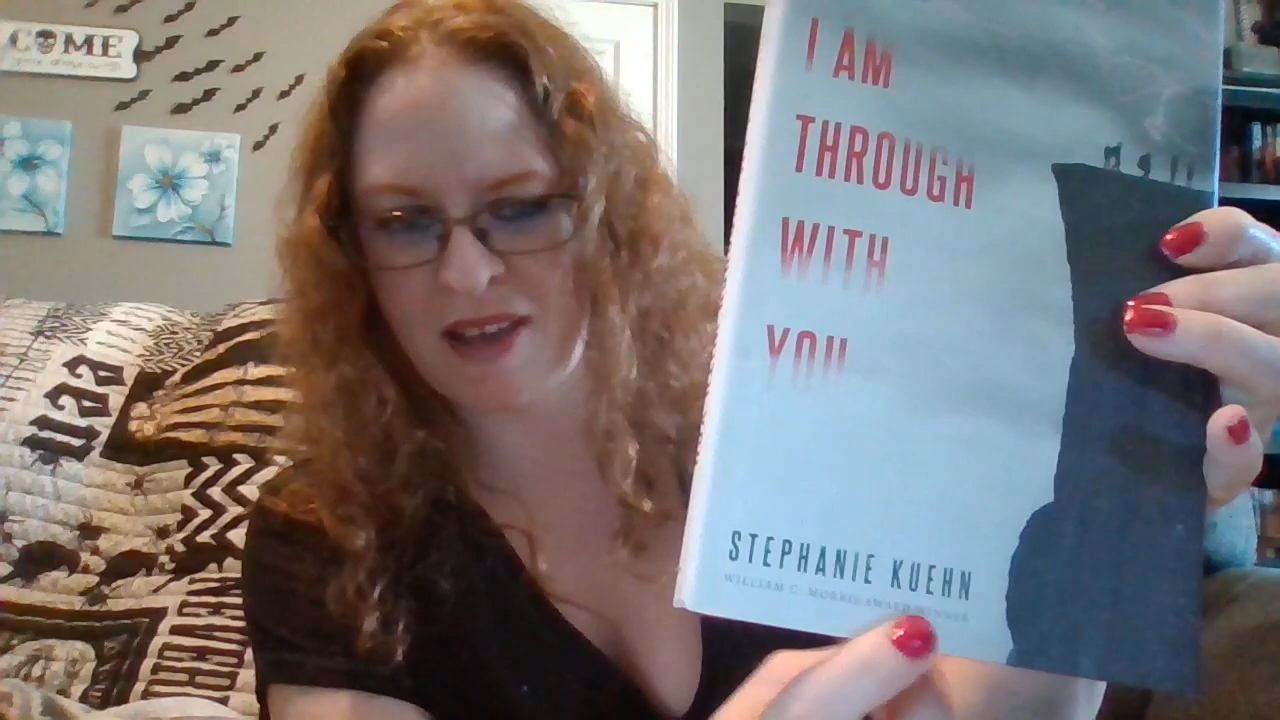 COME
I AM
THROUGH
WITH
YOU
STEPHANIE KUEHN
WILLIAM C. MORRIS AWARD WINNER